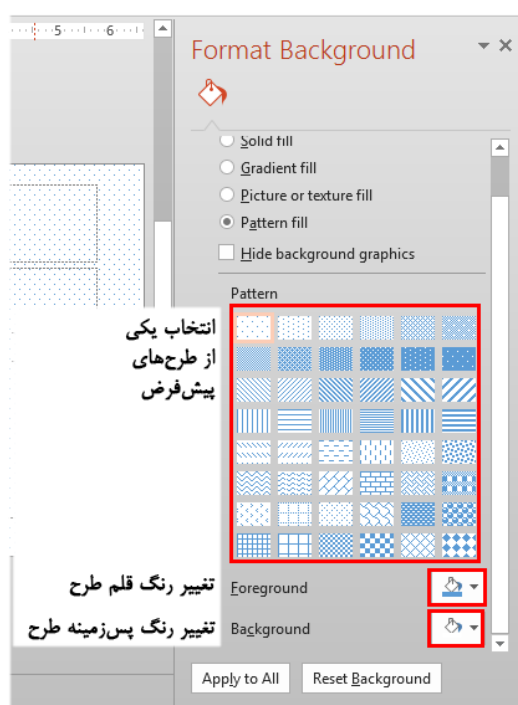 5 6
Format Background
Solid fill
Gradient fill
Picture or texture fill
Pattern fill
Hide background graphics
Pattern
انتخاب یکی
از طرح‌های
پیش‌فرض
تغییر رنگ قلم طرح
Foreground
تغییر رنگ پس‌زمینه طرح
Background
Apply to All
Reset Background